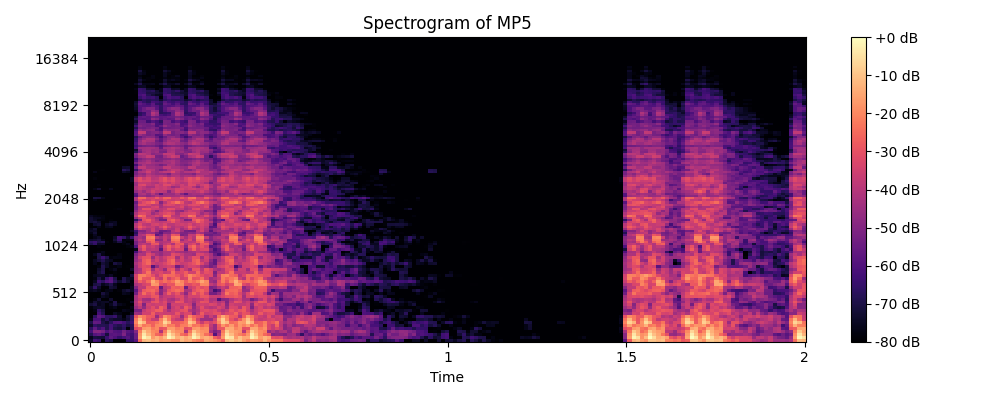 Spectrogram of MP5
Hz
16384
8192
4096
2048
1024
512
0
0 0.5 1 1.5 2
Time
+0 dB
-10 dB
-20 dB
-30 dB
-40 dB
-50 dB
-60 dB
-70 dB
-80 dB